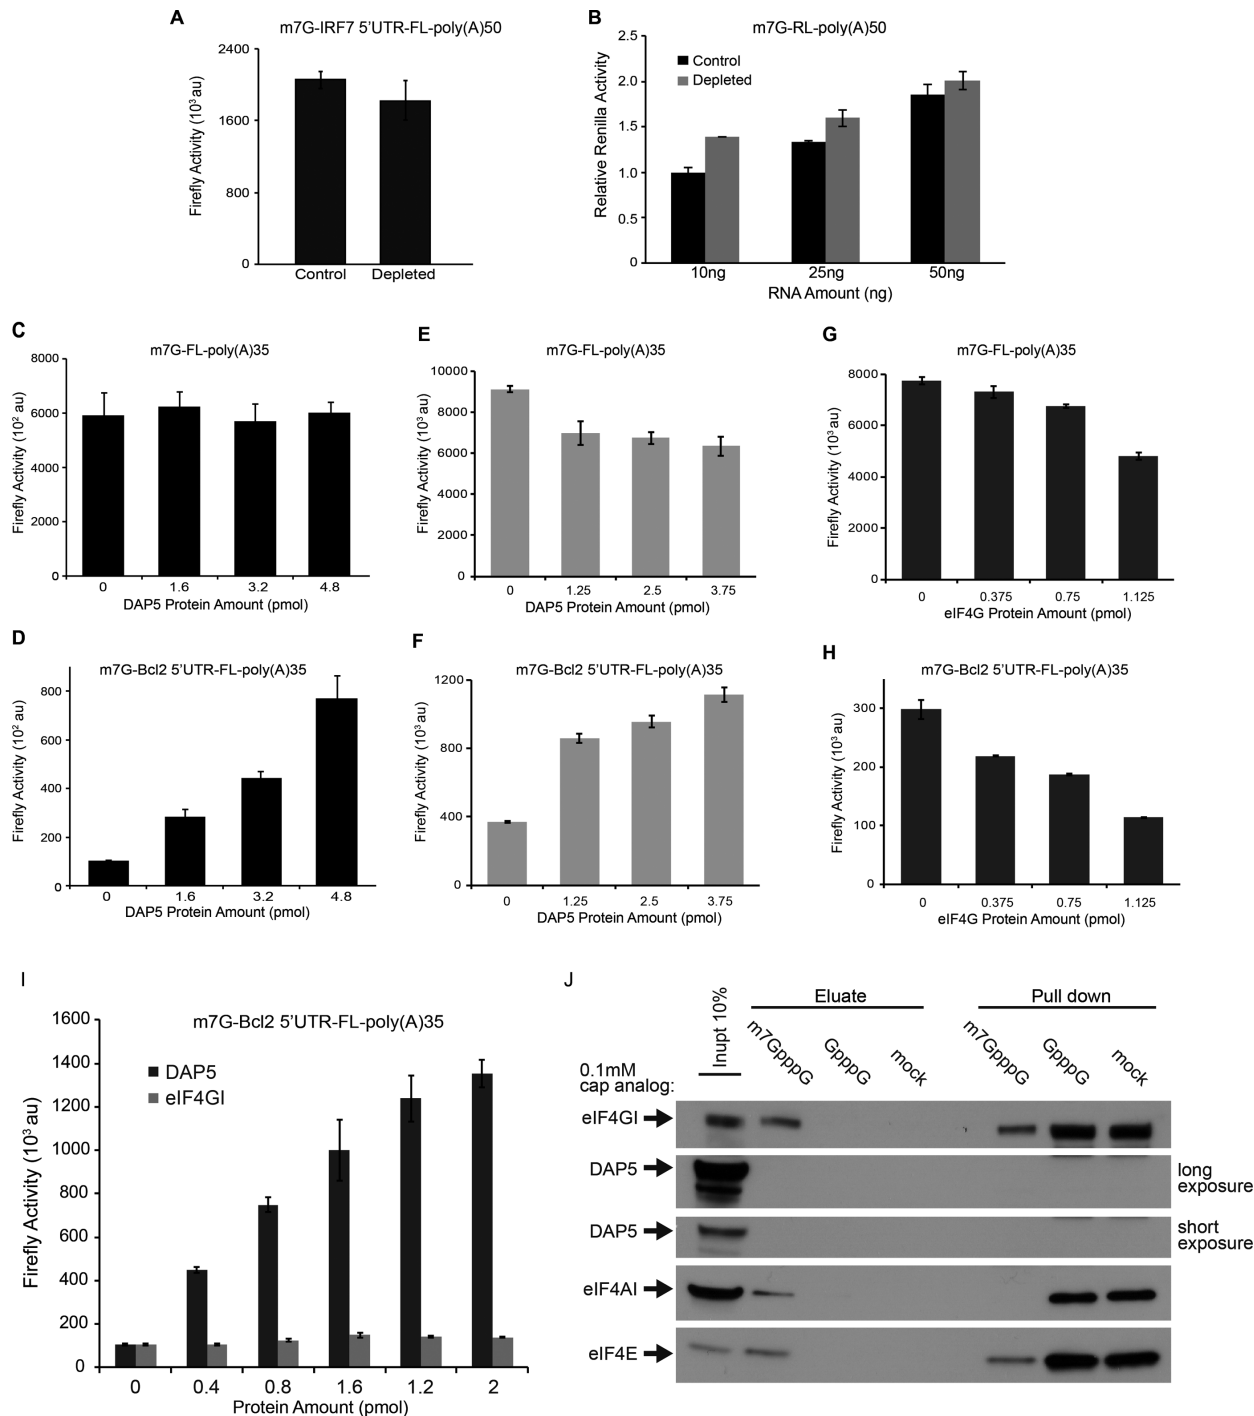 A
m7G-IRF7 5'UTR-FL-poly(A)50
Firefly Activity (10³ au)
2400
1600
800
0
Control
Depleted
B
m7G-RL-poly(A)50
Relative Renilla Activity
2.5
2.0
1.5
1.0
0.5
0
Control
Depleted
10ng
25ng
50ng
RNA Amount (ng)
C
m7G-FL-poly(A)35
Firefly Activity (10² au)
8000
6000
4000
2000
0
0
1.6
3.2
4.8
DAP5 Protein Amount (pmol)
E
m7G-FL-poly(A)35
Firefly Activity (10³ au)
10000
8000
6000
4000
2000
0
0
1.25
2.5
3.75
DAP5 Protein Amount (pmol)
G
m7G-FL-poly(A)35
Firefly Activity (10³ au)
8000
6000
4000
2000
0
0
0.375
0.75
1.125
eIF4G Protein Amount (pmol)
D
m7G-Bcl2 5'UTR-FL-poly(A)35
Firefly Activity (10² au)
800
600
400
200
0
0
1.6
3.2
4.8
DAP5 Protein Amount (pmol)
F
m7G-Bcl2 5'UTR-FL-poly(A)35
Firefly Activity (10³ au)
1200
800
400
0
0
1.25
2.5
3.75
DAP5 Protein Amount (pmol)
H
m7G-Bcl2 5'UTR-FL-poly(A)35
Firefly Activity (10³ au)
300
200
100
0
0
0.375
0.75
1.125
eIF4G Protein Amount (pmol)
I
m7G-Bcl2 5'UTR-FL-poly(A)35
Firefly Activity (10³ au)
1600
1400
1200
1000
800
600
400
200
0
DAP5
eIF4GI
0
0.4
0.8
1.6
1.2
2
Protein Amount (pmol)
J
Inupt 10%
Eluate
Pull down
0.1mM
cap analog:
m7GpppG
GpppG
mock
m7GpppG
GpppG
mock
eIF4GI
DAP5
long
exposure
DAP5
short
exposure
eIF4AI
eIF4E